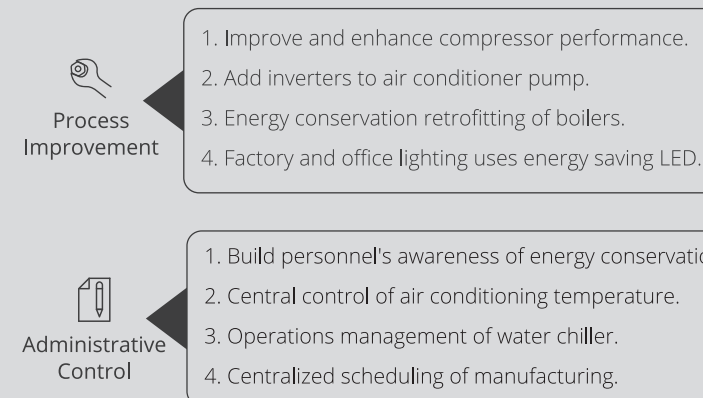 Process
Improvement
1. Improve and enhance compressor performance.
2. Add inverters to air conditioner pump.
3. Energy conservation retrofitting of boilers.
4. Factory and office lighting uses energy saving LED.
Administrative
Control
1. Build personnel's awareness of energy
2. Central control of air conditioning temperature.
3. Operations management of water chiller.
4. Centralized scheduling of manufacturing.